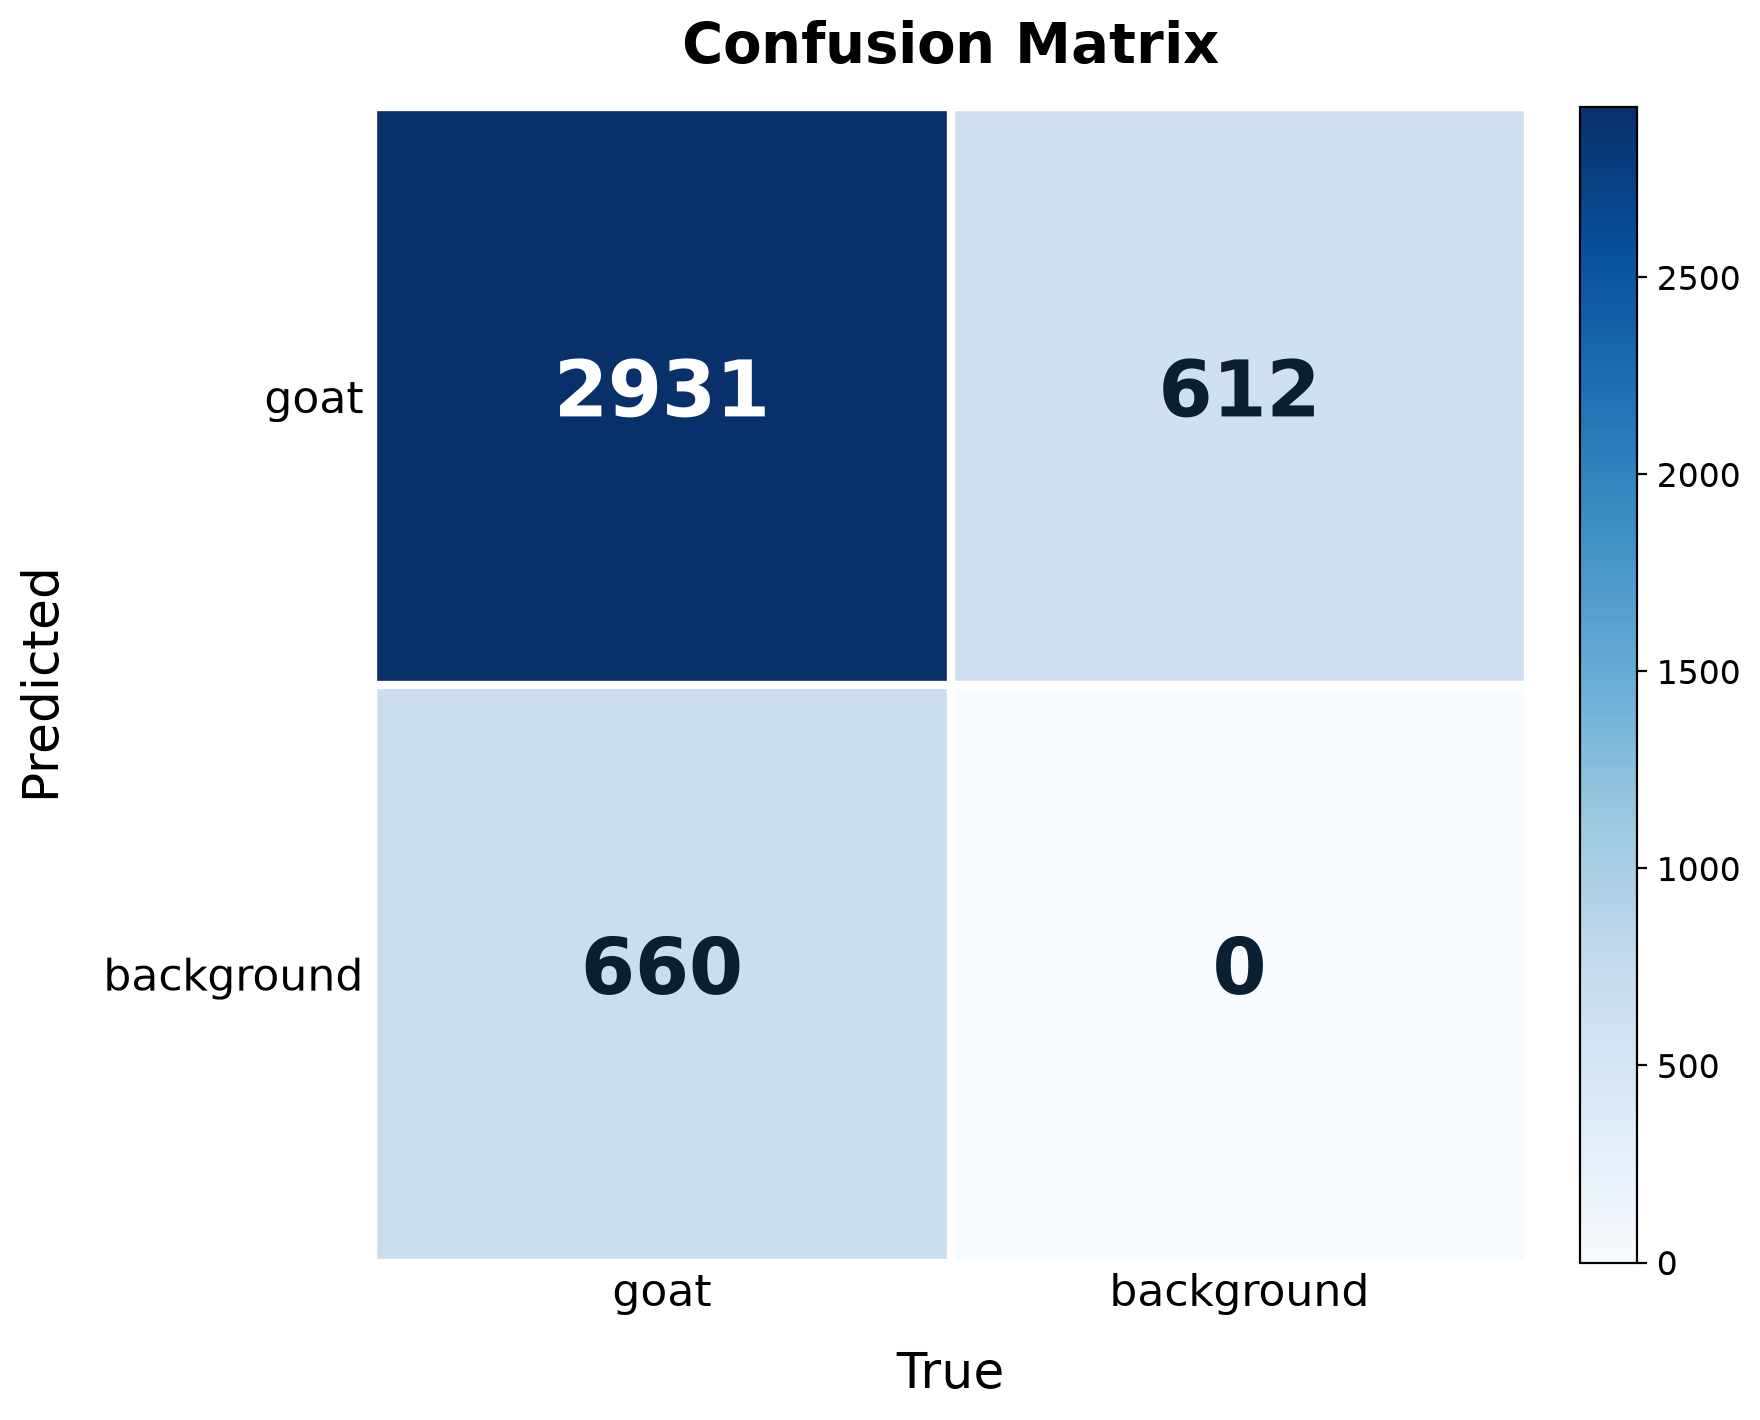 Confusion Matrix
2931
612
660
0
goat
background
Predicted
goat
background
True
2500
2000
1500
1000
500
0